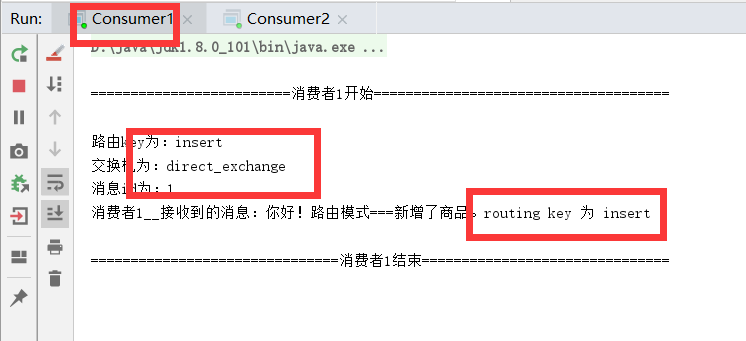 Run: Consumer1 × Consumer2 ×
D:\java\jdk1.8.0_101\bin\java.exe ...
=========================消费者1开始=====================================
路由key为：insert
交换机为：direct_exchange
消息id为：1
消费者1__接收到的消息：你好！路由模式===新增了商品。routing key 为 insert
===============================消费者1结束===============================